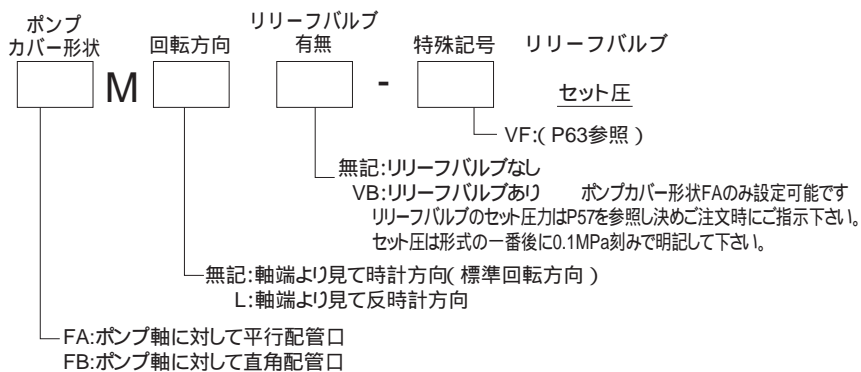 ポンプ
カバー形状
回転方向
リリーフバルブ
有無
特殊記号
リリーフバルブ
M
-
セット圧
VF:( P63参照 )
無記:リリーフバルブなし
VB:リリーフバルブあり ポンプカバー形状FAのみ設定可能です
リリーフバルブのセット圧力はP57を参照し決めご注文時にご指示下さい。
セット圧は形式の一番後に0.1MPa刻みで明記して下さい。
無記:軸端より見て時計方向( 標準回転方向 )
L:軸端より見て反時計方向
FA:ポンプ軸に対して平行配管口
FB:ポンプ軸に対して直角配管口